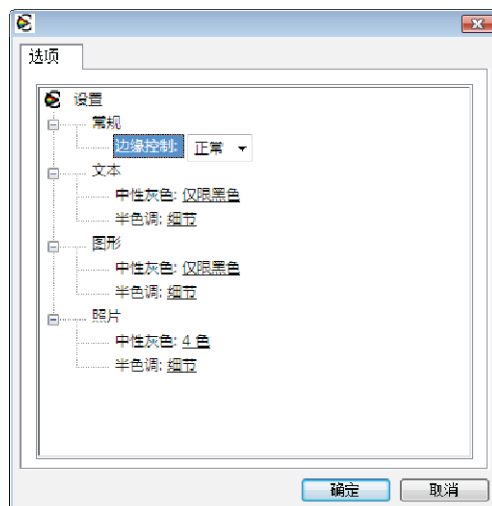 选项
设置
常规
边缘控制: 正常
文本
中性灰色: 仅限黑色
半色调: 细节
图形
中性灰色: 仅限黑色
半色调: 细节
照片
中性灰色: 4 色
半色调: 细节
确定 取消